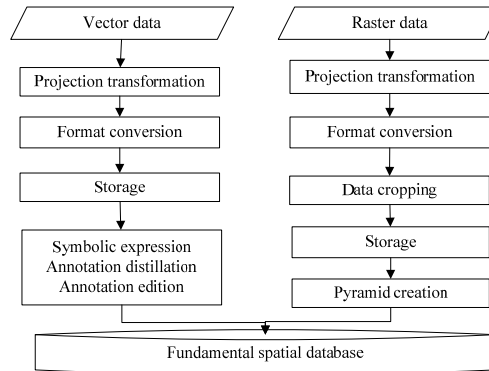 Vector data
Projection transformation
Format conversion
Storage
Symbolic expression
Annotation distillation
Annotation edition
Raster data
Projection transformation
Format conversion
Data cropping
Storage
Pyramid creation
Fundamental spatial database